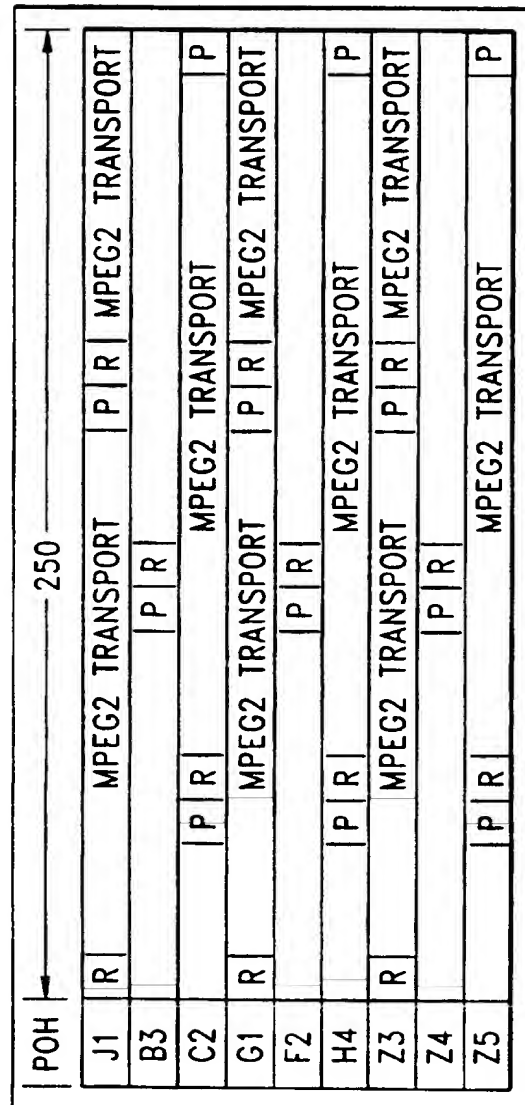 POH 250
J1 R MPEG2 TRANSPORT P R MPEG2 TRANSPORT
B3 P R
C2 P R MPEG2 TRANSPORT P
G1 R MPEG2 TRANSPORT P R MPEG2 TRANSPORT
F2 P R
H4 P R MPEG2 TRANSPORT P
Z3 R MPEG2 TRANSPORT P R MPEG2 TRANSPORT
Z4 P R
Z5 P R MPEG2 TRANSPORT P